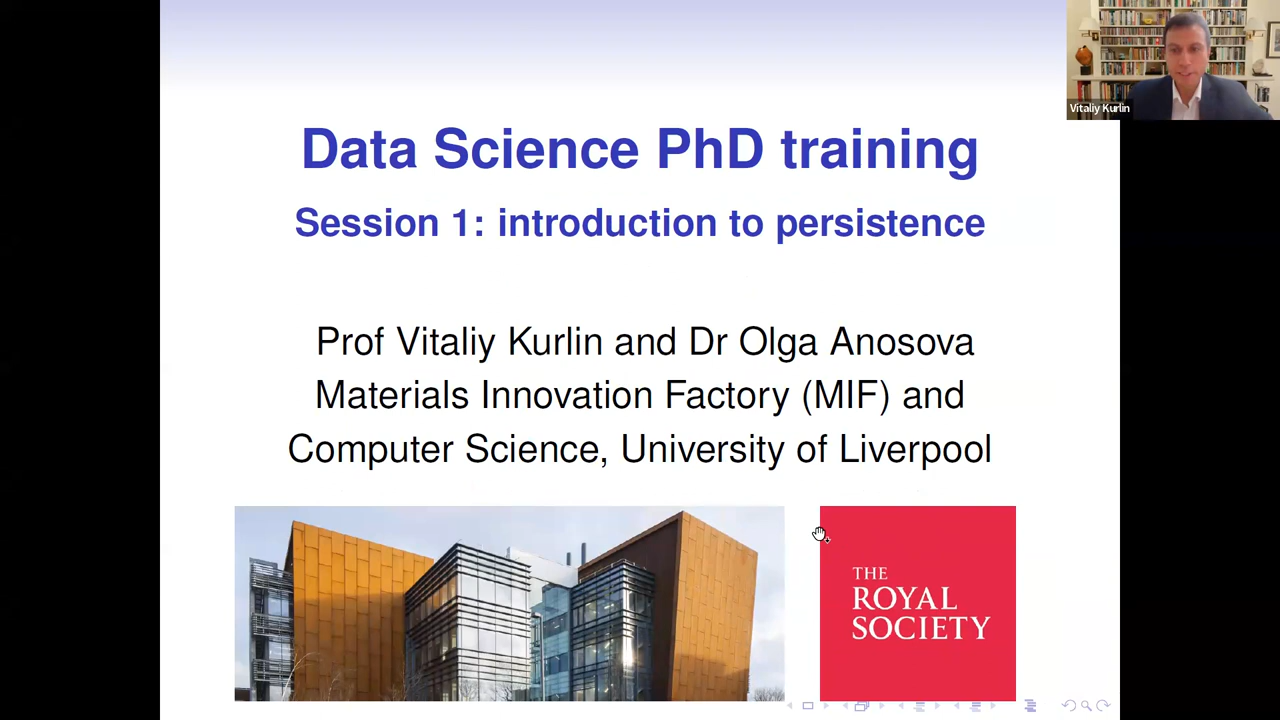 Data Science PhD training
Session 1: introduction to persistence
Prof Vitaliy Kurlin and Dr Olga Anosova
Materials Innovation Factory (MIF) and
Computer Science, University of Liverpool
THE
ROYAL
SOCIETY
Vitaliy Kurlin